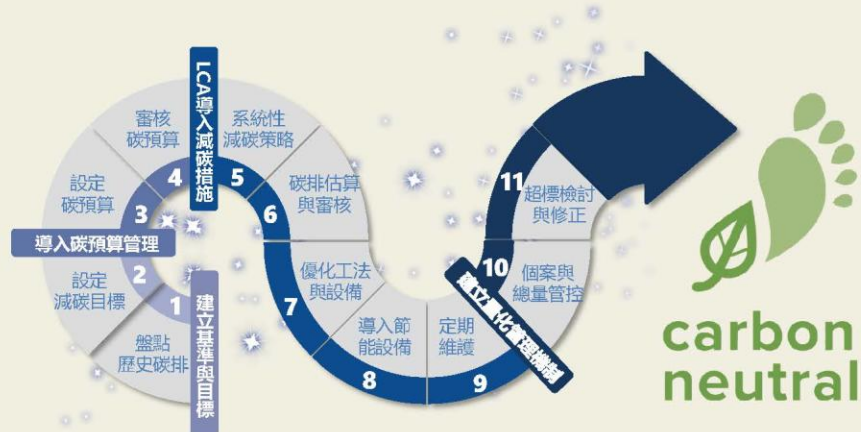 建立基準與目標
1
盤點
歷史碳排
2
設定
減碳目標
導入碳預算管理
3
設定
碳預算
4
審核
碳預算
LCA導入減碳措施
5
系統性
減碳策略
6
碳排估算
與審核
7
優化工法
與設備
8
導入節
能設備
9
定期
維護
建立量化管理機制
10
個案與
總量管控
11
超標檢討
與修正
carbon
neutral